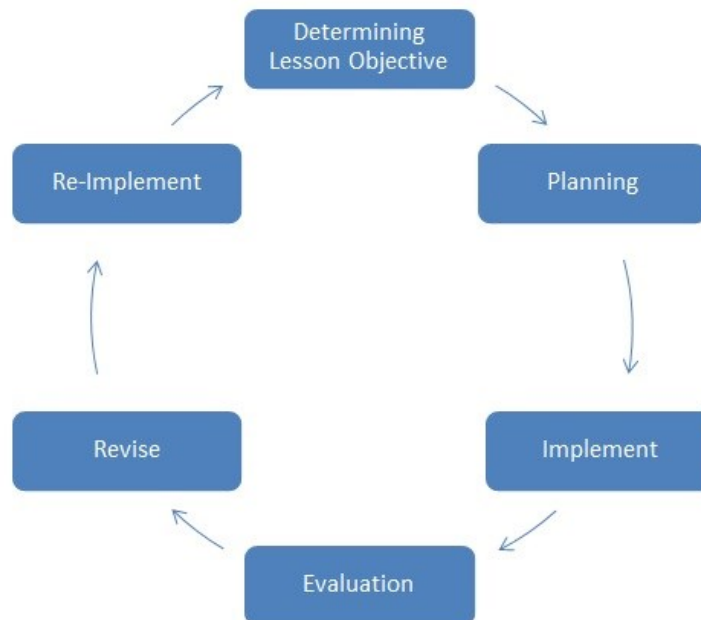 Determining
Lesson Objective
Planning
Implement
Evaluation
Revise
Re-Implement